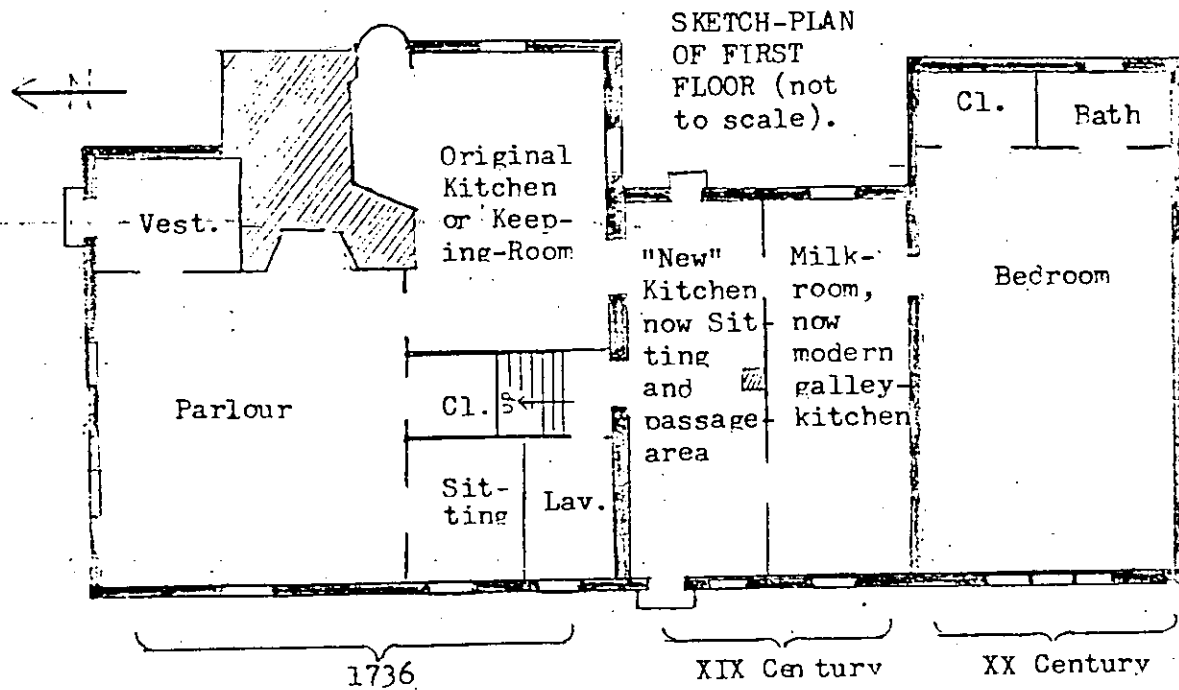 SKETCH-PLAN
OF FIRST
FLOOR (not
to scale).
N
Cl.
Bath
Original
Kitchen
or Keep-
ing-Room
Vest.
"New"
Kitchen
now Sit-
ting
and
passage-
area
Milk-
room,
now
modern
galley-
kitchen
Bedroom
Parlour
Cl.
UP
Sit-
ting
Lav.
1736
XIX Century
XX Century